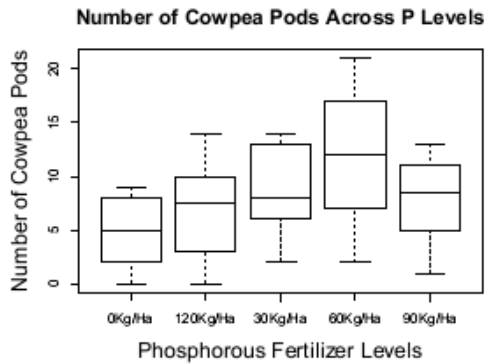 Number of Cowpea Pods Across P Levels
Number of Cowpea Pods
20
15
10
5
0
0Kg/Ha 120Kg/Ha 30Kg/Ha 60Kg/Ha 90Kg/Ha
Phosphorous Fertilizer Levels